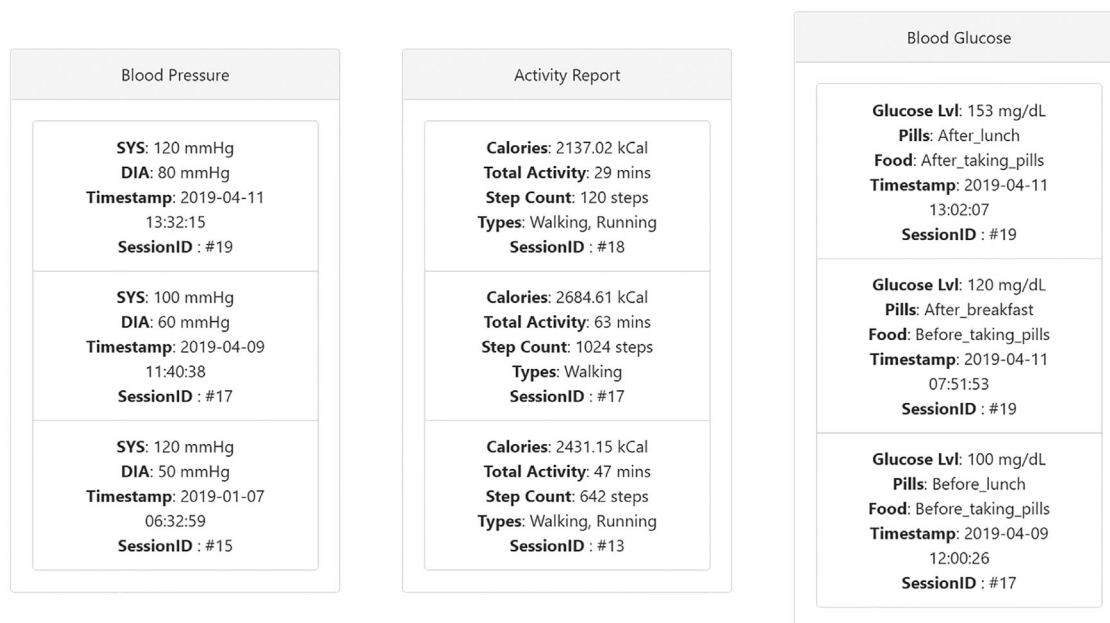 Blood Pressure
SYS: 120 mmHg
DIA: 80 mmHg
Timestamp: 2019-04-11
13:32:15
SessionID : #19
SYS: 100 mmHg
DIA: 60 mmHg
Timestamp: 2019-04-09
11:40:38
SessionID : #17
SYS: 120 mmHg
DIA: 50 mmHg
Timestamp: 2019-01-07
06:32:59
SessionID : #15
Activity Report
Calories: 2137.02 kCal
Total Activity: 29 mins
Step Count: 120 steps
Types: Walking, Running
SessionID : #18
Calories: 2684.61 kCal
Total Activity: 63 mins
Step Count: 1024 steps
Types: Walking
SessionID : #17
Calories: 2431.15 kCal
Total Activity: 47 mins
Step Count: 642 steps
Types: Walking, Running
SessionID : #13
Blood Glucose
Glucose Lvl: 153 mg/dL
Pills: After_lunch
Food: After_taking_pills
Timestamp: 2019-04-11
13:02:07
SessionID : #19
Glucose Lvl: 120 mg/dL
Pills: After_breakfast
Food: Before_taking_pills
Timestamp: 2019-04-11
07:51:53
SessionID : #19
Glucose Lvl: 100 mg/dL
Pills: Before_lunch
Food: Before_taking_pills
Timestamp: 2019-04-09
12:00:26
SessionID : #17